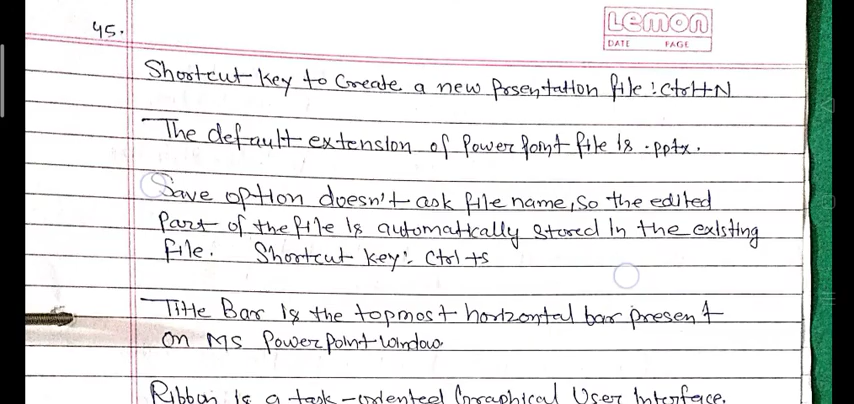 45.
Lemon
DATE PAGE
Shortcut key to Create a new Prsentation file : Ctrl+N
The default extension of PowerPoint file is .pptx.
Save option doesn't ask file name, so the edited
Part of the file is automatically stored in the existing
file. Shortcut key: Ctrl +s
Title Bar is the topmost horizontal bar present
on MS PowerPoint window
Ribbon is a task-oriented Graphical User Interface.